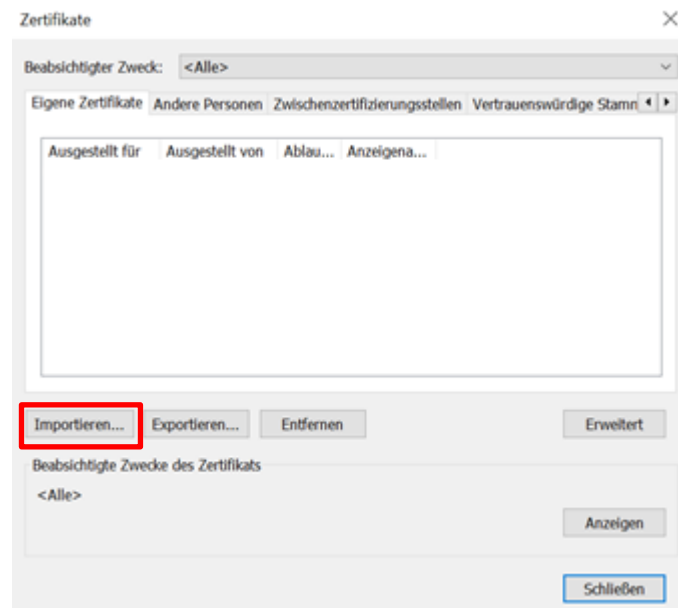 Zertifikate
Beabsichtigter Zweck: <Alle>
Eigene Zertifikate Andere Personen Zwischenzertifizierungsstellen Vertrauenswürdige Stamm
Ausgestellt für Ausgestellt von Ablau... Anzeigena...
Importieren... Exportieren... Entfernen Erweitert
Beabsichtigte Zwecke des Zertifikats
<Alle>
Anzeigen
Schließen